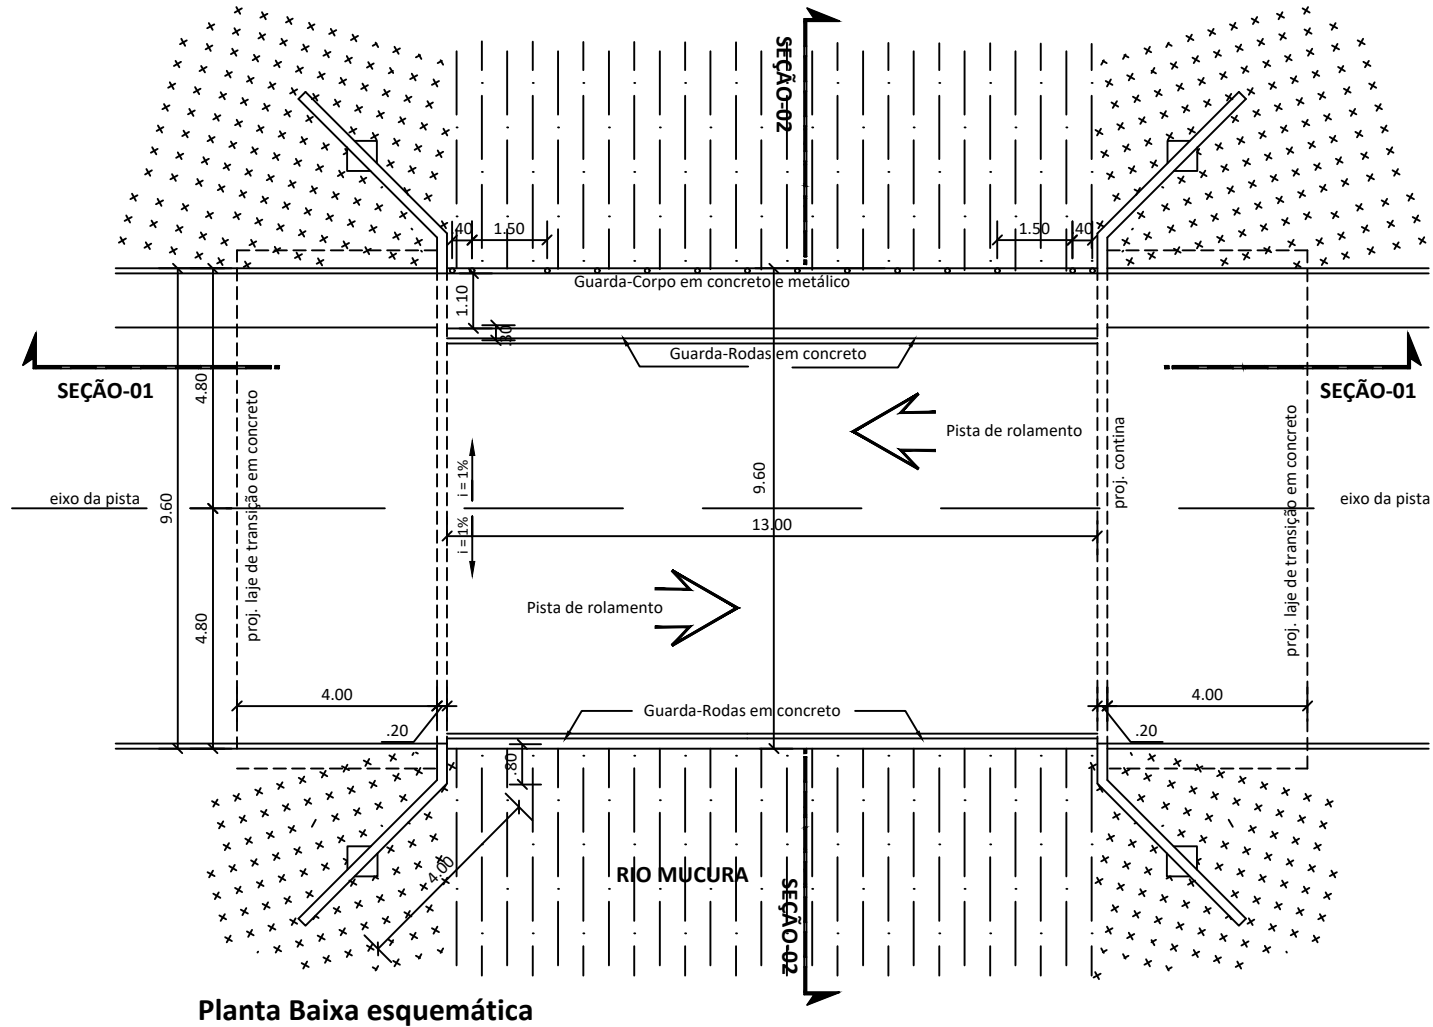 SEÇÃO-02
.40
1.50
1.50
.40
Guarda-Corpo em concreto e metálico
1.10
.30
Guarda-Rodas em concreto
SEÇÃO-01
SEÇÃO-01
4.80
proj. laje de transição em concreto
Pista de rolamento
proj. contina
proj. laje de transição em concreto
i = 1%
9.60
eixo da pista
9.60
eixo da pista
13.00
i = 1%
Pista de rolamento
4.80
4.00
4.00
Guarda-Rodas em concreto
.20
.20
.80
4.00
RIO MUCURA
SEÇÃO-02
Planta Baixa esquemática